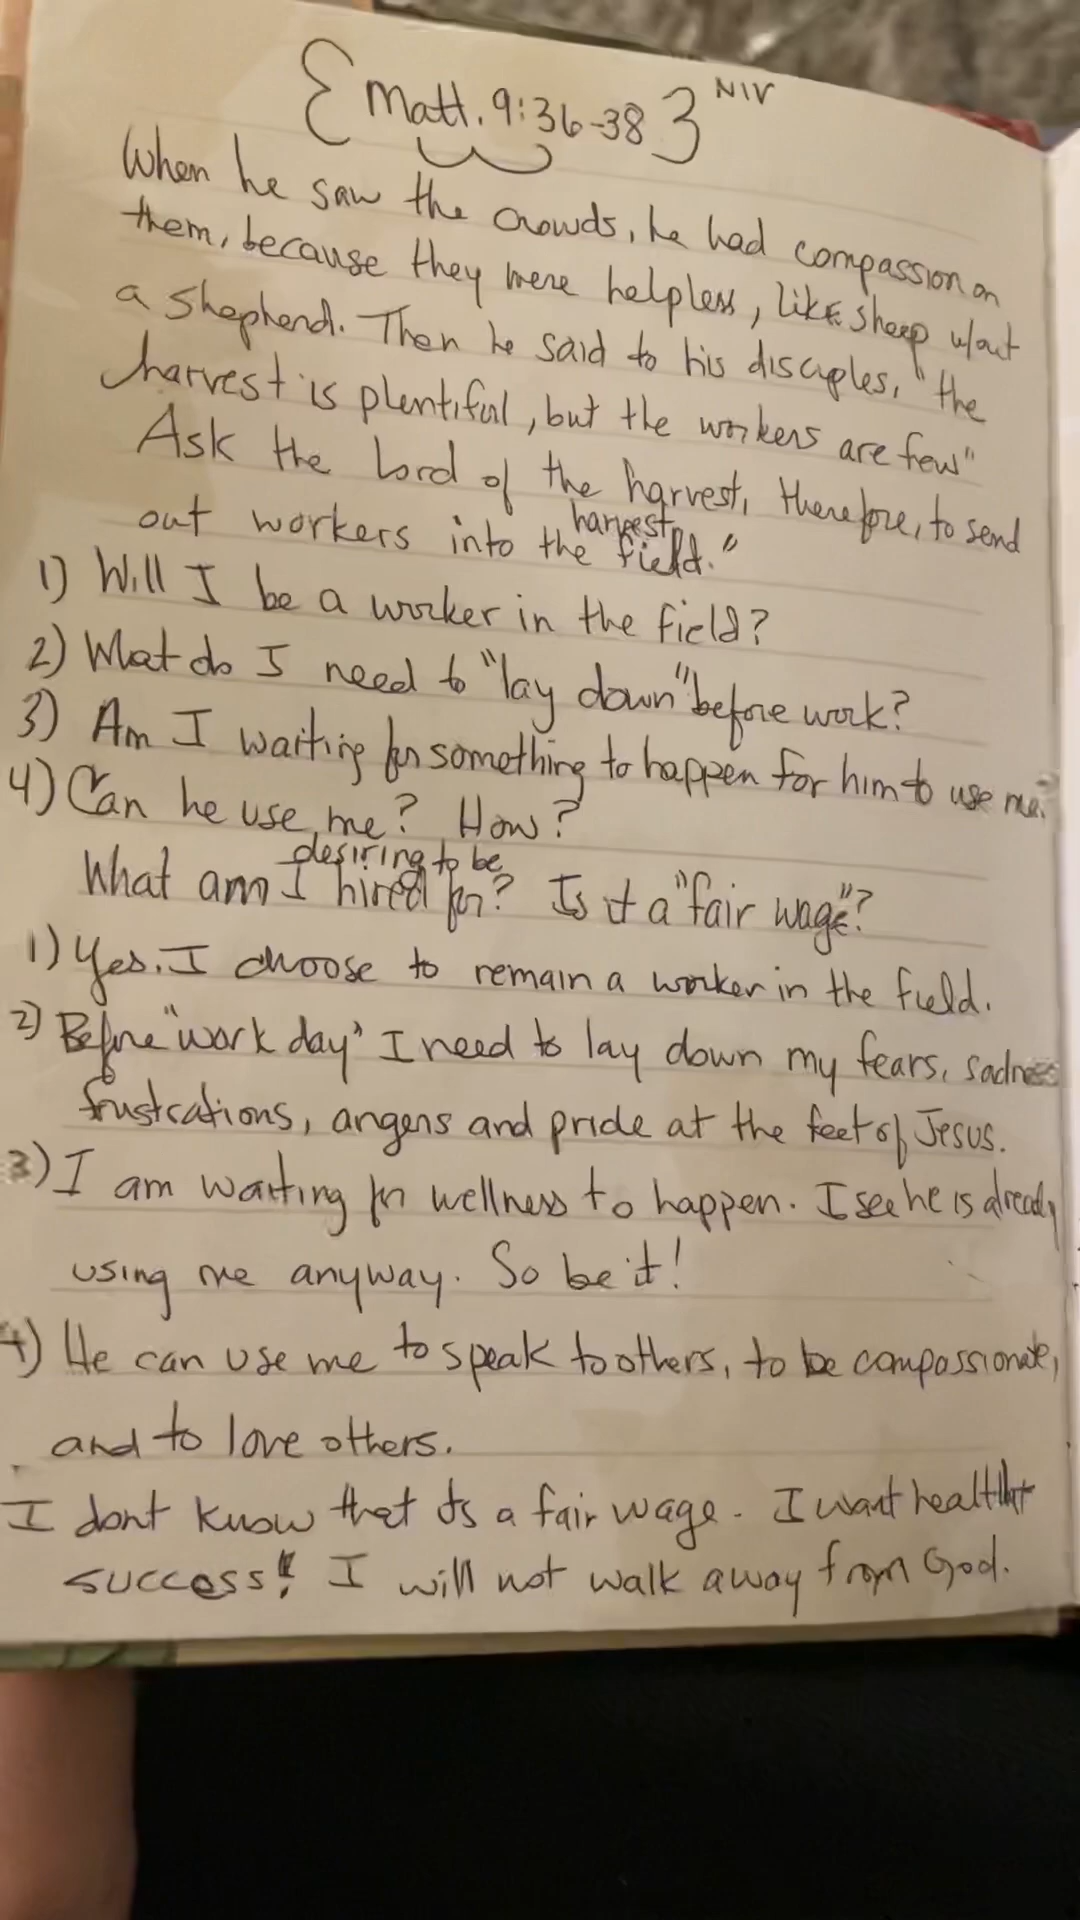 { Matt. 9:36-38 } NIV
When he saw the crowds, he had compassion on
them, because they were helpless, like sheep w/out
a shepherd. Then he said to his disciples, "the
harvest is plentiful, but the workers are few"
Ask the Lord of the harvest, therefore, to send
out workers into the harvest field."
1) Will I be a worker in the field?
2) What do I need to "lay down" before work?
3) Am I waiting for something to happen for him to use me?
4) Can he use me? How?
What am I desiring to be hired for? Is it a "fair wage"?
1) Yes. I choose to remain a worker in the field.
2) Before "work day" I need to lay down my fears, sadness
frustrations, angers and pride at the feet of Jesus.
3) I am waiting for wellness to happen. I see he is already
using me anyway. So be it!
4) He can use me to speak to others, to be compassionate,
and to love others.
I dont know that its a fair wage. I want health
success! I will not walk away from God.